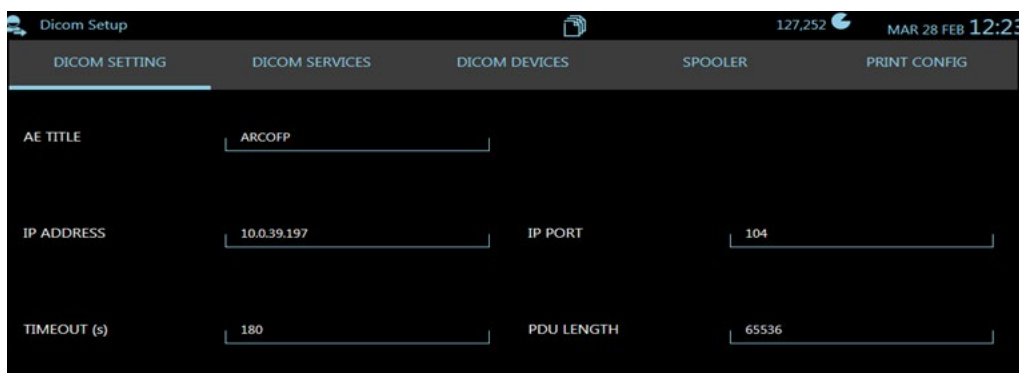 Dicom Setup 127,252 MAR 28 FEB 12:23
DICOM SETTING DICOM SERVICES DICOM DEVICES SPOOLER PRINT CONFIG
AE TITLE ARCOFP
IP ADDRESS 10.0.39.197 IP PORT 104
TIMEOUT (s) 180 PDU LENGTH 65536